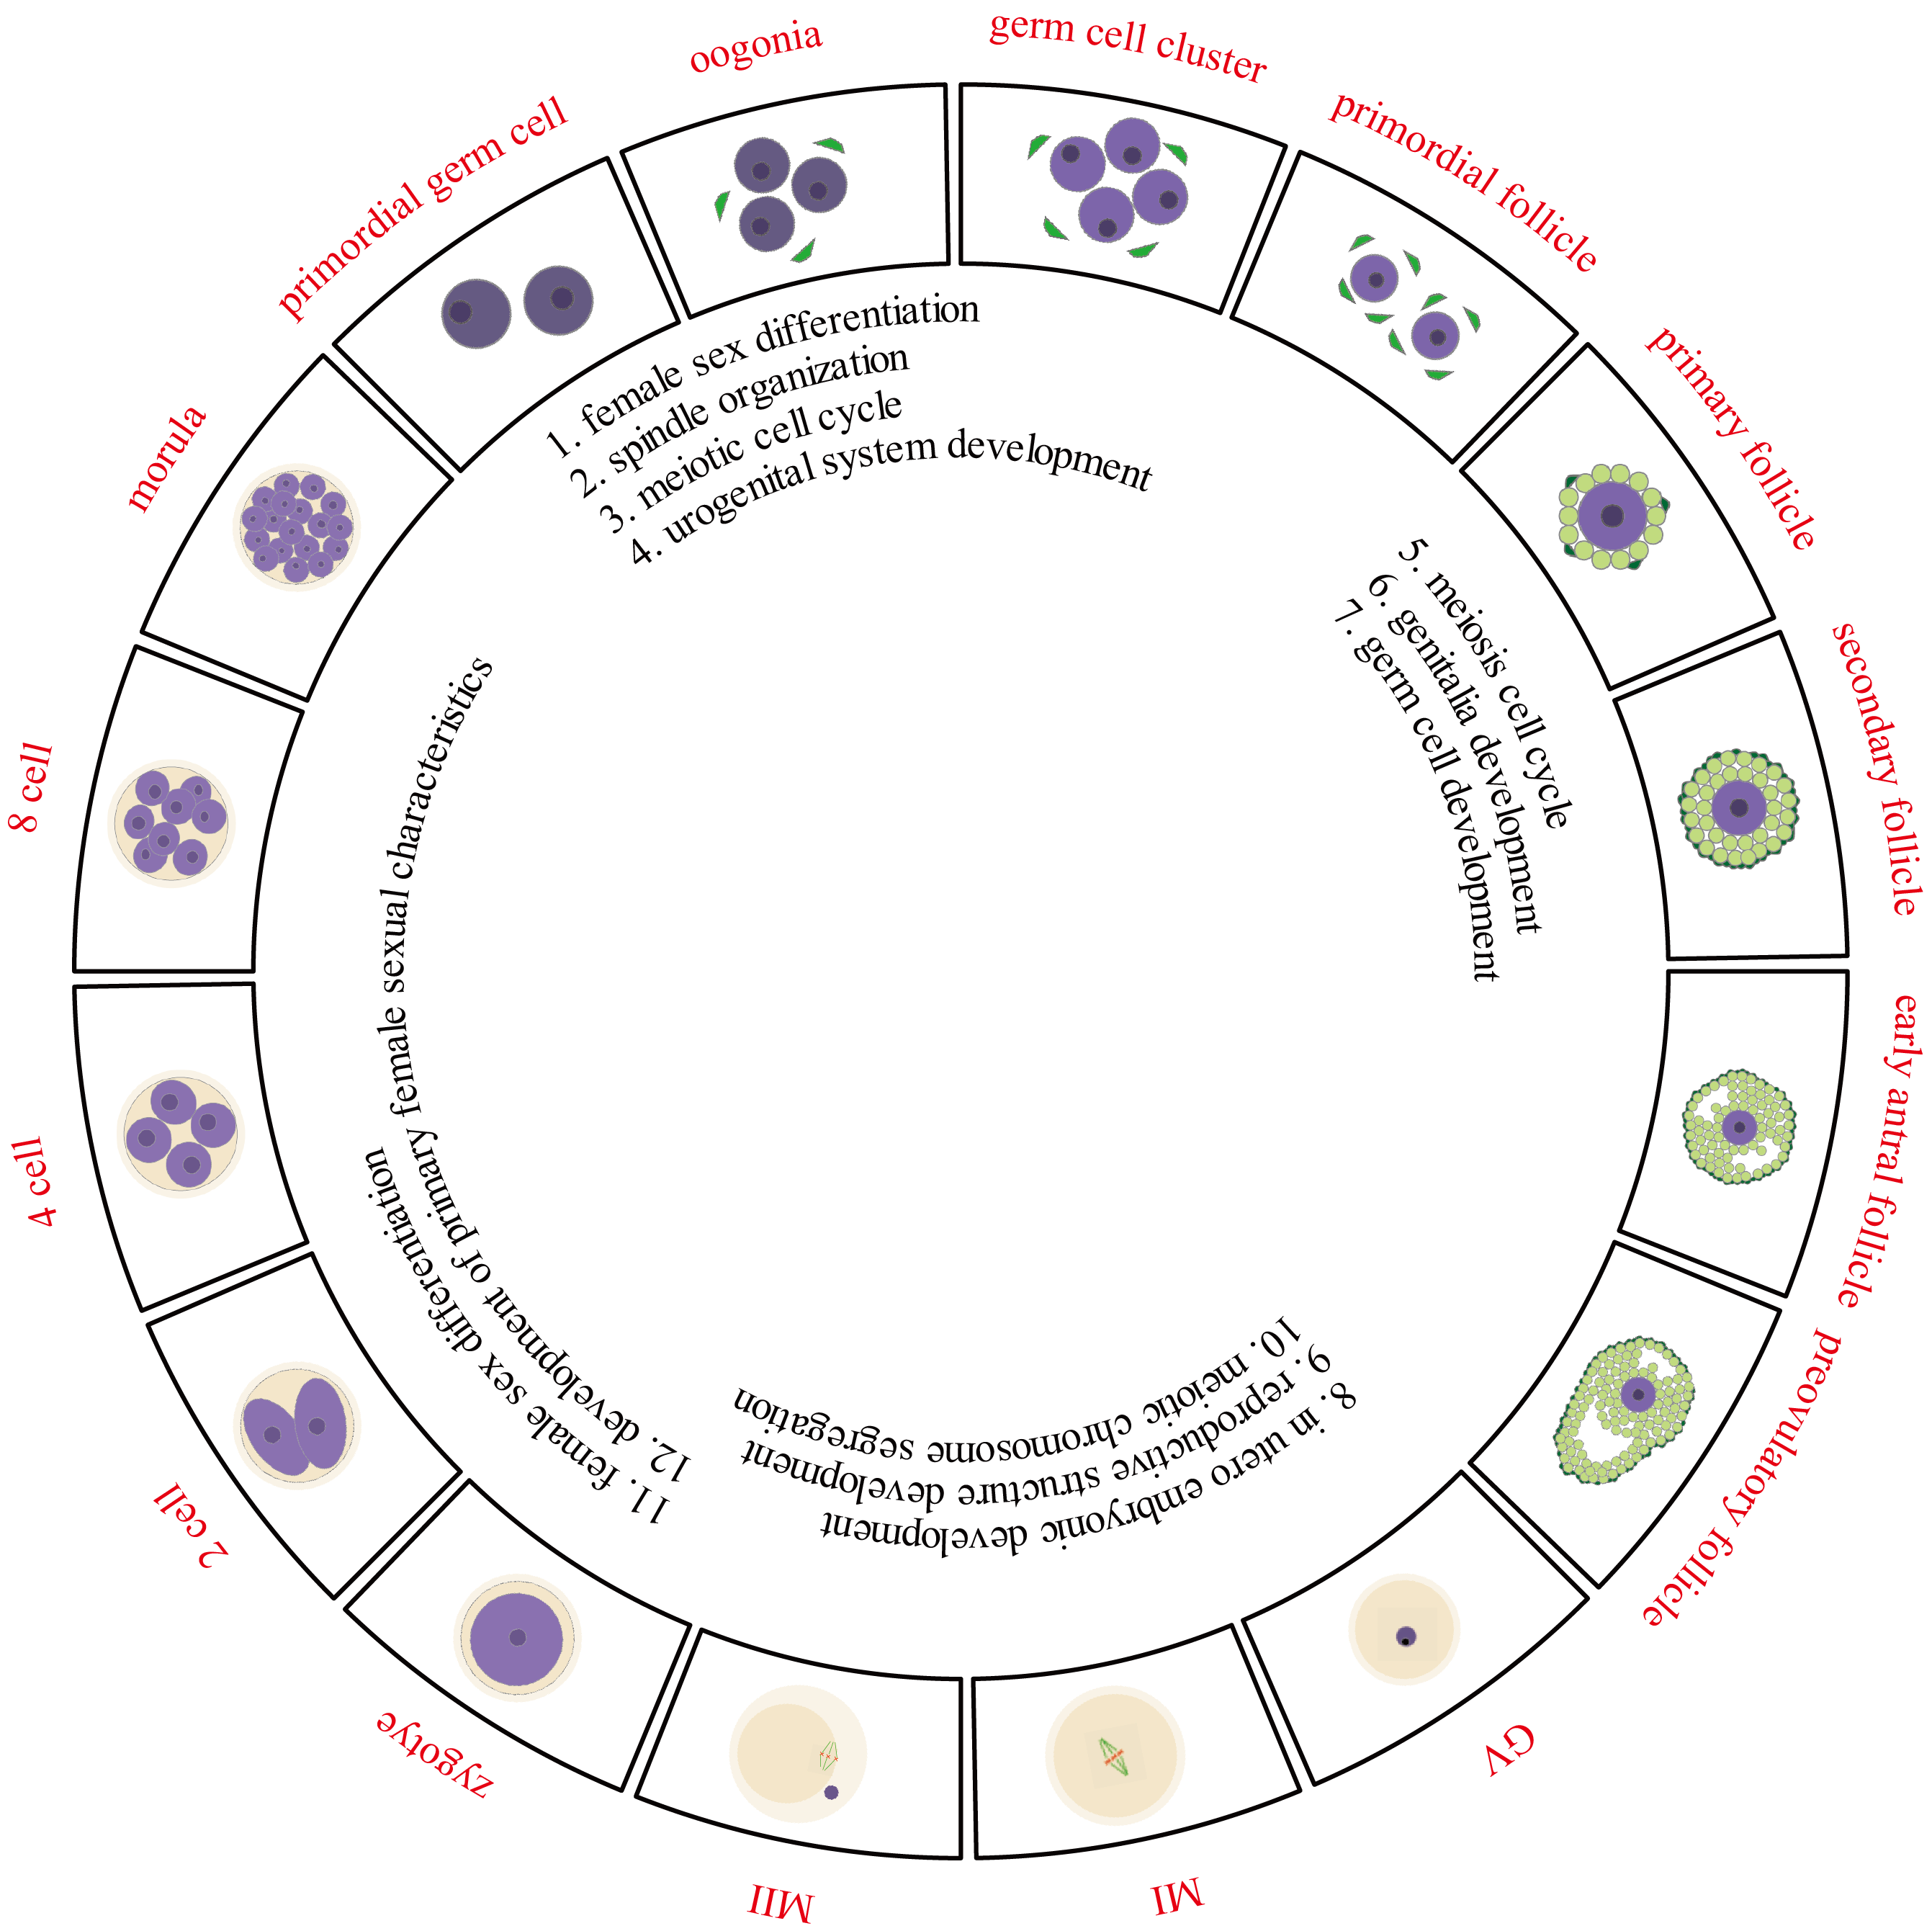 oogonia
germ cell cluster
primordial follicle
primary follicle
secondary follicle
early antral follicle
preovulatory follicle
GV
MI
MII
zygotye
2 cell
4 cell
8 cell
morula
primordial germ cell
1. female sex differentiation
2. spindle organization
3. meiotic cell cycle
4. urogenital system development
5. meiosis cell cycle
6. genitalia development
7. germ cell development
8. in utero embryonic development
9. reproductive structure development
10. meiotic chromosome segregation
11. female sex differentiation
12. development of primary female sexual characteristics